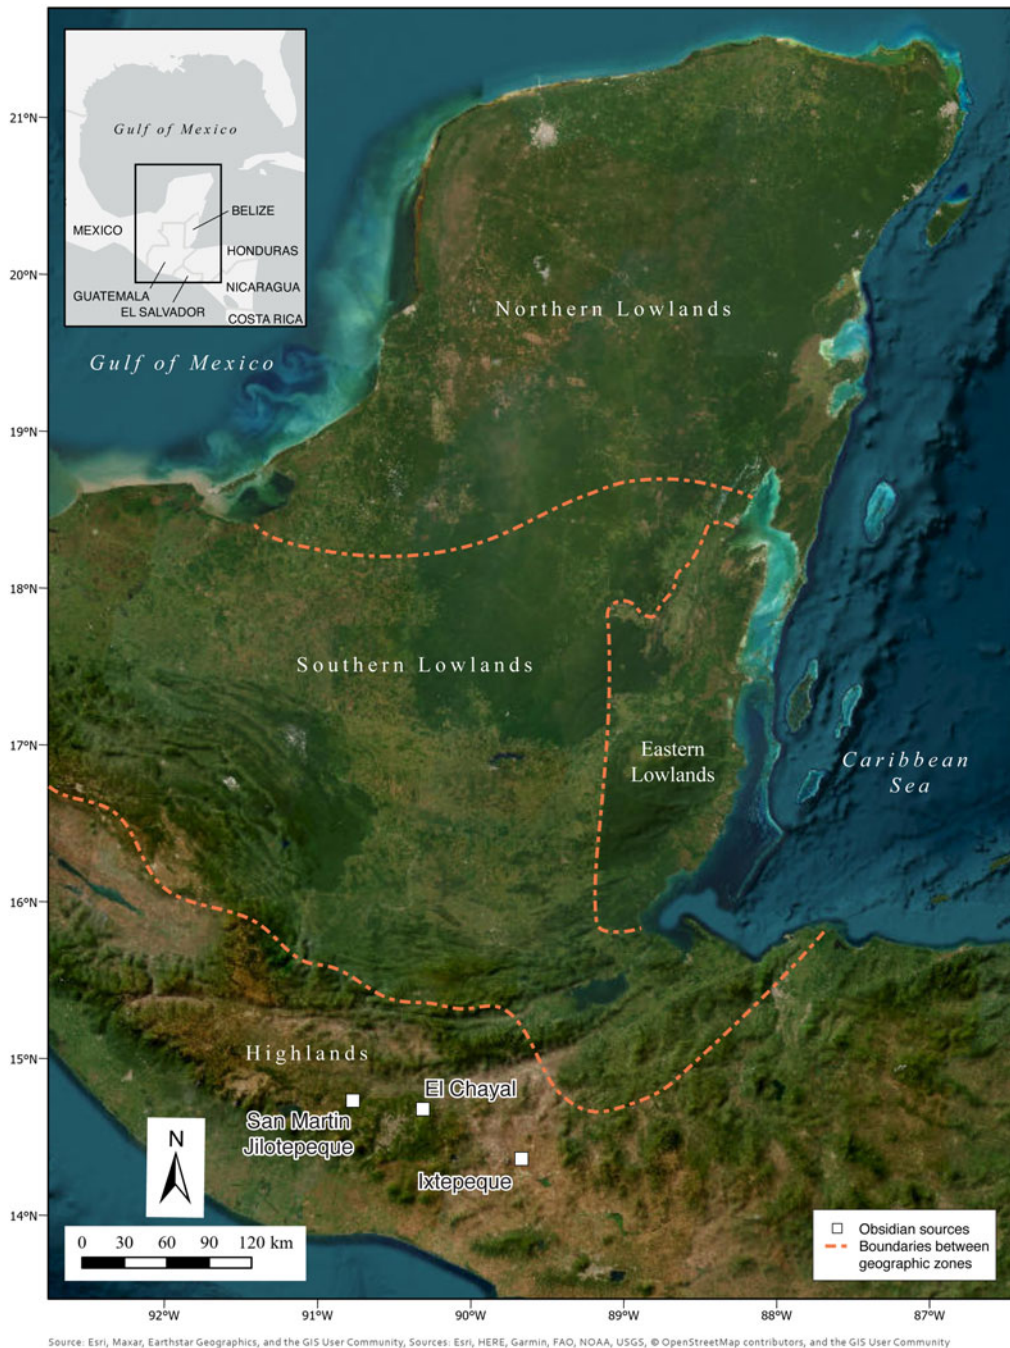 Gulf of Mexico
BELIZE
MEXICO
HONDURAS
GUATEMALA
NICARAGUA
EL SALVADOR
COSTA RICA
21°N
20°N
19°N
18°N
17°N
16°N
15°N
14°N
Northern Lowlands
Gulf of Mexico
Southern Lowlands
Eastern
Lowlands
Caribbean
Sea
Highlands
El Chayal
San Martin
Jilotepeque
Ixtepeque
N
0 30 60 90 120 km
Obsidian sources
Boundaries between
geographic zones
92°W 91°W 90°W 89°W 88°W 87°W
Source: Esri, Maxar, Earthstar Geographics, and the GIS User Community, Sources: Esri, HERE, Garmin, FAO, NOAA, USGS, © OpenStreetMap contributors, and the GIS User Community